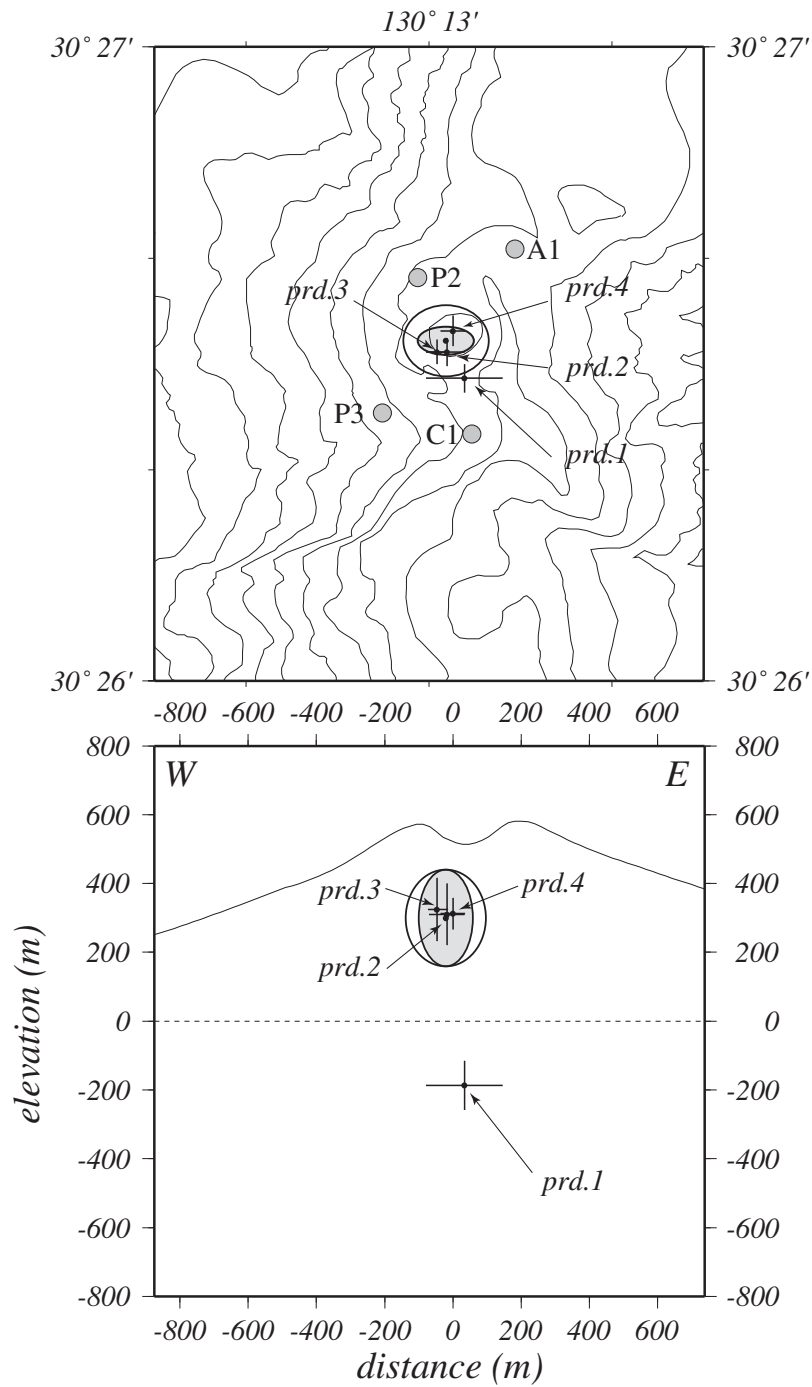 130° 13'
30° 27' 30° 27'
A1
P2
prd.3 prd.4
prd.2
P3
C1
prd.1
30° 26' 30° 26'
-800 -600 -400 -200 0 200 400 600
800 W E 800
600 600
400 prd.3 prd.4 400
200 prd.2 200
0 0
-200 -200
-400 prd.1 -400
-600 -600
-800 -800
elevation (m)
-800 -600 -400 -200 0 200 400 600
distance (m)